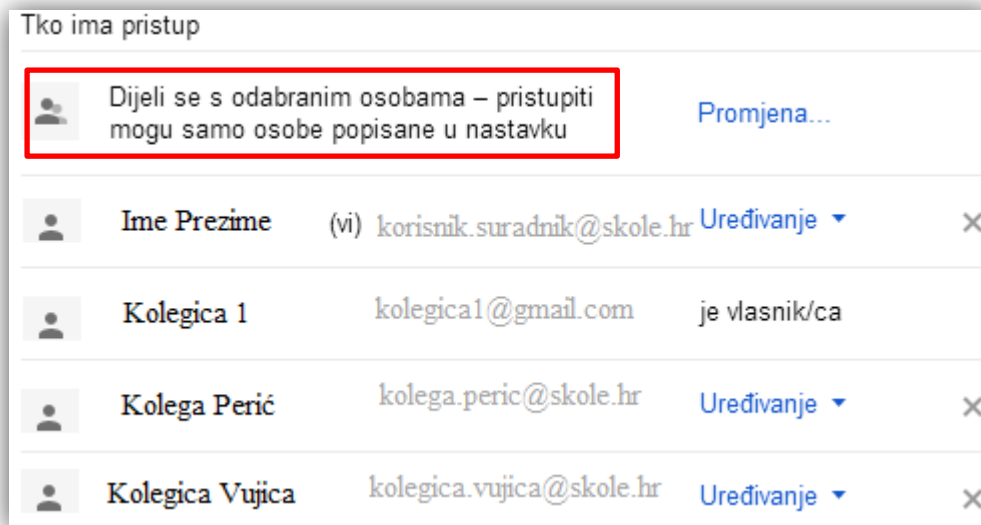 Tko ima pristup
Dijeli se s odabranim osobama – pristupiti
mogu samo osobe popisane u nastavku
Promjena...
Ime Prezime (vi) korisnik.suradnik@skole.hr Uređivanje
Kolegica 1 kolegica1@gmail.com je vlasnik/ca
Kolega Perić kolega.peric@skole.hr Uređivanje
Kolegica Vujica kolegica.vujica@skole.hr Uređivanje